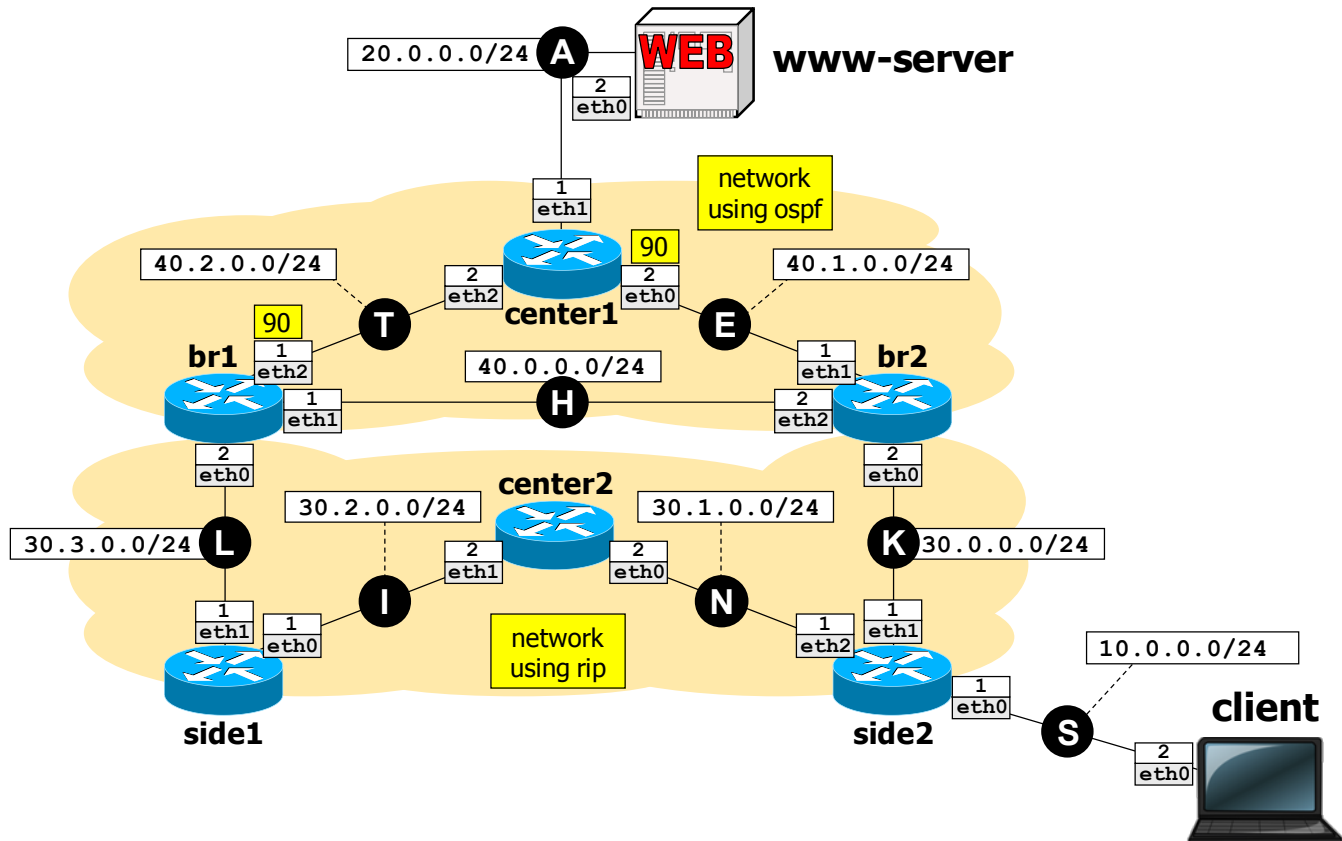 20.0.0.0/24
A
WEB
www-server
2
eth0
1
eth1
network
using ospf
40.2.0.0/24
90
40.1.0.0/24
2
eth2
2
eth0
center1
T
E
90
br1
1
eth2
40.0.0.0/24
1
eth1
br2
1
eth1
H
2
eth2
2
eth0
center2
2
eth0
30.2.0.0/24
30.1.0.0/24
30.3.0.0/24
L
2
eth1
2
eth0
K
30.0.0.0/24
I
N
1
eth1
1
eth0
network
using rip
1
eth2
1
eth1
10.0.0.0/24
side1
side2
1
eth0
S
client
2
eth0